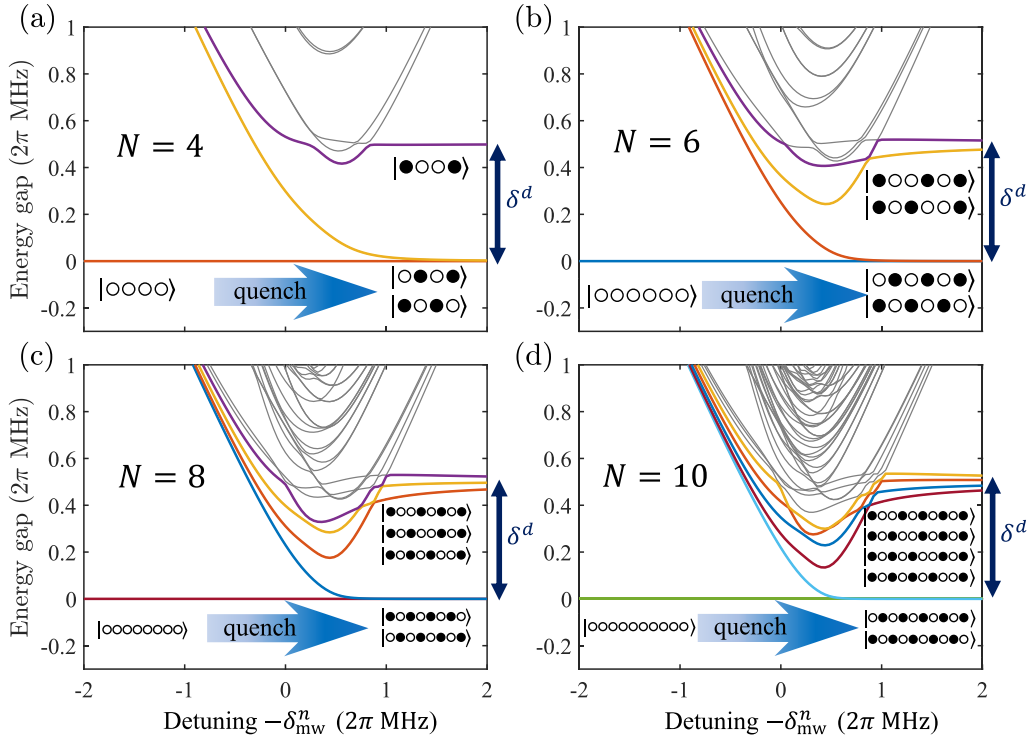 (a)
(b)
Energy gap (2π MHz)
1
0.8
0.6
0.4
0.2
0
-0.2
N = 4
δ^d
quench
1
0.8
0.6
0.4
0.2
0
-0.2
N = 6
δ^d
quench
(c)
(d)
Energy gap (2π MHz)
1
0.8
0.6
0.4
0.2
0
-0.2
N = 8
δ^d
quench
-2
-1
0
1
2
Detuning −δ^n_mw (2π MHz)
1
0.8
0.6
0.4
0.2
0
-0.2
N = 10
δ^d
quench
-2
-1
0
1
2
Detuning −δ^n_mw (2π MHz)